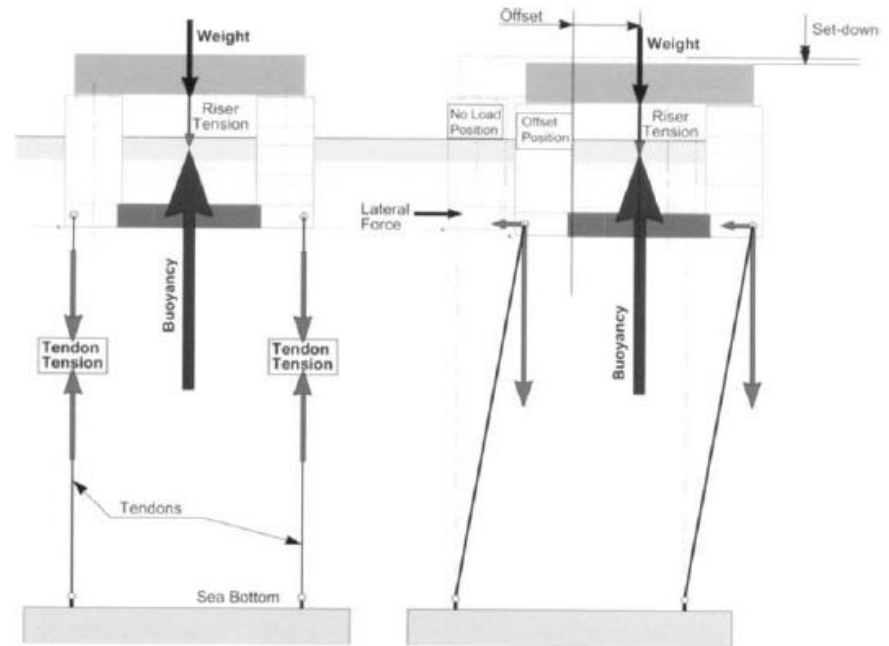 Weight
Riser
Tension
Buoyancy
Tendon
Tension
Tendon
Tension
Tendons
Sea Bottom
Offset
Weight
Set-down
No Load
Position
Offset
Position
Riser
Tension
Lateral
Force
Buoyancy